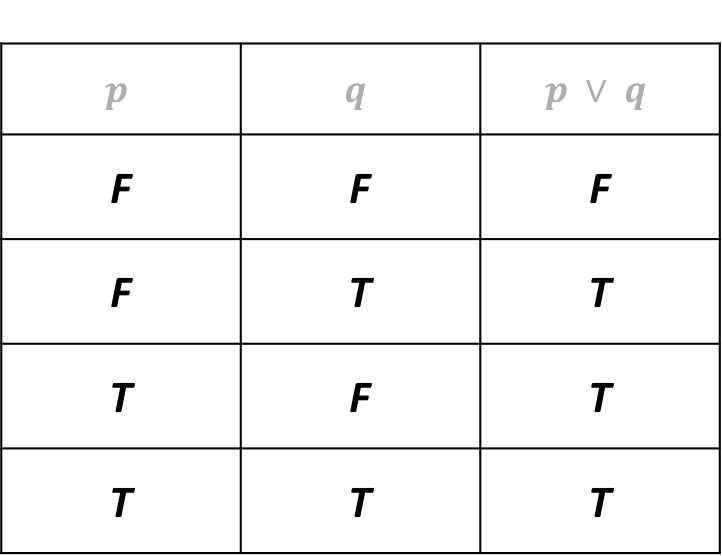 p q p ∨ q
F F F
F T T
T F T
T T T